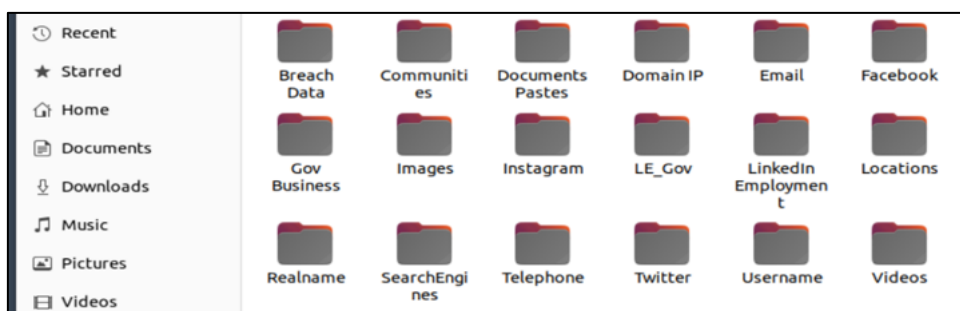 Recent
Starred
Home
Documents
Downloads
Music
Pictures
Videos
Breach
Data
Communiti
es
Documents
Pastes
Domain IP
Email
Facebook
Gov
Business
Images
Instagram
LE_Gov
LinkedIn
Employmen
t
Locations
Realname
SearchEngi
nes
Telephone
Twitter
Username
Videos